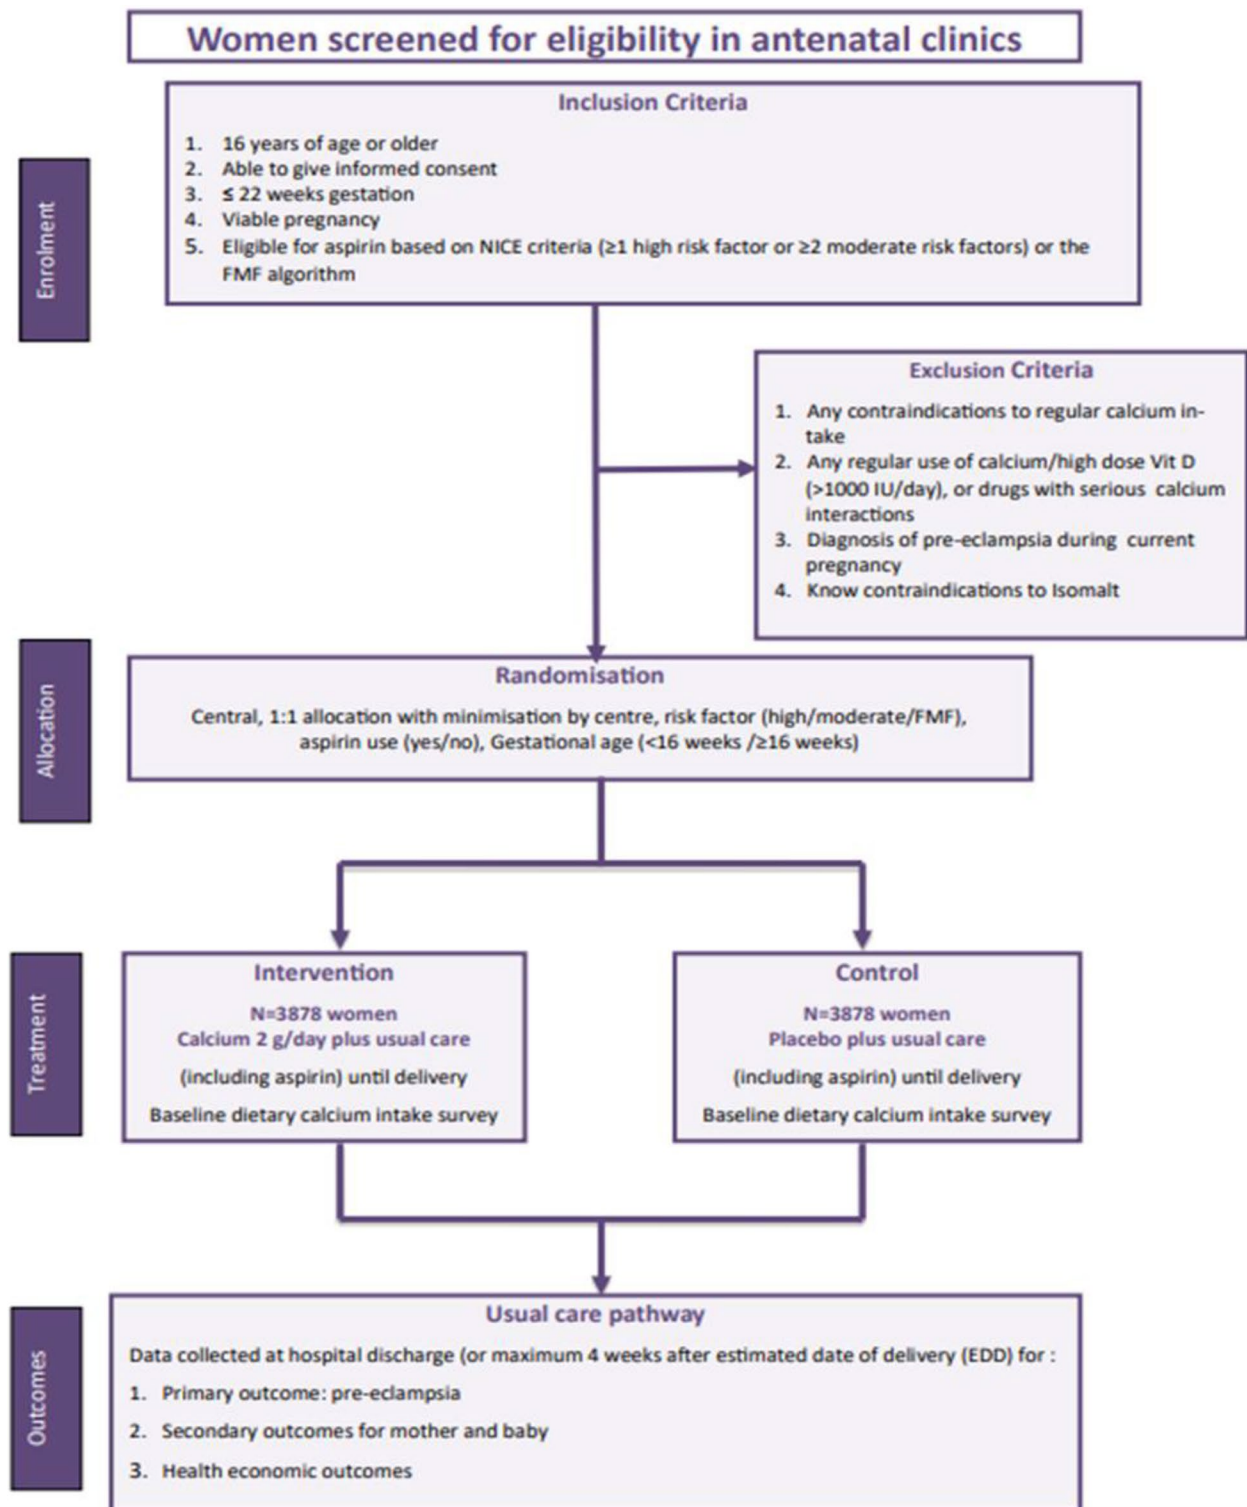 Women screened for eligibility in antenatal clinics
Enrolment
Inclusion Criteria
1. 16 years of age or older
2. Able to give informed consent
3. ≤ 22 weeks gestation
4. Viable pregnancy
5. Eligible for aspirin based on NICE criteria (≥1 high risk factor or ≥2 moderate risk factors) or the
FMF algorithm
Exclusion Criteria
1. Any contraindications to regular calcium in-
take
2. Any regular use of calcium/high dose Vit D
(>1000 IU/day), or drugs with serious calcium
interactions
3. Diagnosis of pre-eclampsia during current
pregnancy
4. Know contraindications to Isomalt
Allocation
Randomisation
Central, 1:1 allocation with minimisation by centre, risk factor (high/moderate/FMF),
aspirin use (yes/no), Gestational age (<16 weeks /≥16 weeks)
Treatment
Intervention
N=3878 women
Calcium 2 g/day plus usual care
(including aspirin) until delivery
Baseline dietary calcium intake survey
Control
N=3878 women
Placebo plus usual care
(including aspirin) until delivery
Baseline dietary calcium intake survey
Outcomes
Usual care pathway
Data collected at hospital discharge (or maximum 4 weeks after estimated date of delivery (EDD) for :
1. Primary outcome: pre-eclampsia
2. Secondary outcomes for mother and baby
3. Health economic outcomes